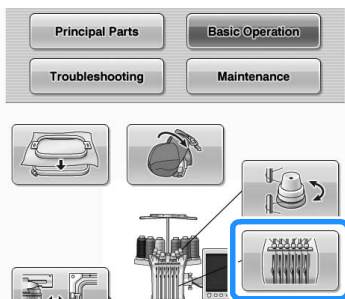 Principal Parts
Basic Operation
Troubleshooting
Maintenance